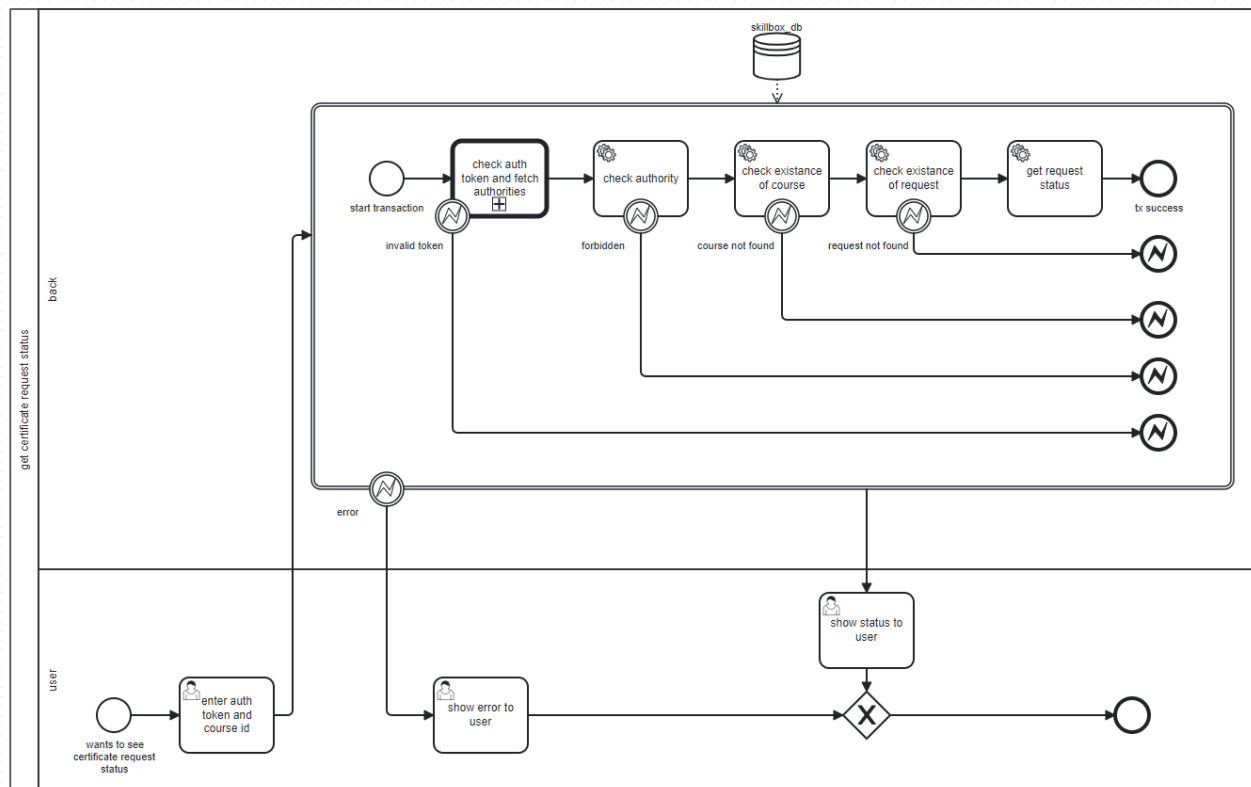 get certificate request status
back
user
skillbox_db
start transaction
check auth
token and fetch
authorities
invalid token
check authority
forbidden
check existance
of course
course not found
check existance
of request
request not found
get request
status
tx success
error
wants to see
certificate request
status
enter auth
token and
course id
show error to
user
show status to
user
X